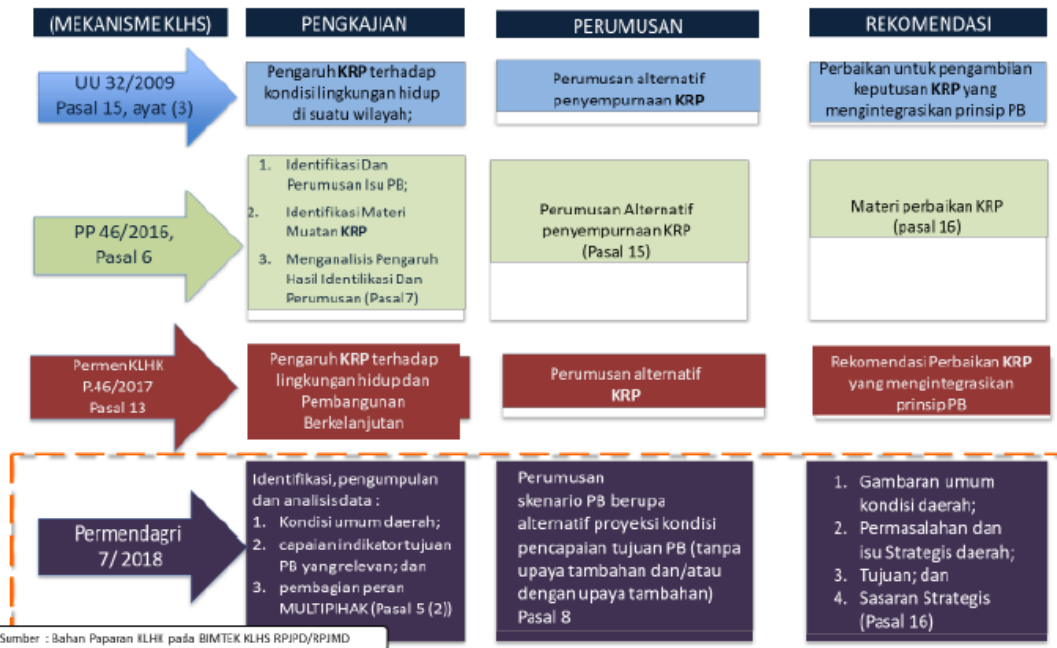 (MEKANISME KLHS)
PENGKAJIAN
PERUMUSAN
REKOMENDASI
UU 32/2009
Pasal 15, ayat (3)
Pengaruh KRP terhadap
kondisi lingkungan hidup
di suatu wilayah;
Perumusan alternatif
penyempurnaan KRP
Perbaikan untuk pengambilan
keputusan KRP yang
mengintegrasikan prinsip PB
PP 46/2016,
Pasal 6
1. Identifikasi Dan
Perumusan Isu PB;
2. Identifikasi Materi
Muatan KRP
3. Menganalisis Pengaruh
Hasil Identilikasi Dan
Perumusan (Pasal 7)
Perumusan Alternatif
penyempurnaan KRP
(Pasal 15)
Materi perbaikan KRP
(pasal 16)
Permen KLHK
P.46/2017
Pasal 13
Pengaruh KRP terhadap
lingkungan hidup dan
Pembangunan
Berkelanjutan
Perumusan alternatif
KRP
Rekomendasi Perbaikan KRP
yang mengintegrasikan
prinsip PB
Permendagri
7/ 2018
Identifikasi, pengumpulan
dan analisis data :
1. Kondisi umum daerah;
2. capaian indikator tujuan
PB yang relevan; dan
3. pembagian peran
MULTIPIHAK (Pasal 5 (2))
Perumusan
skenario PB berupa
alternatif proyeksi kondisi
pencapaian tujuan PB (tanpa
upaya tambahan dan/atau
dengan upaya tambahan)
Pasal 8
1. Gambaran umum
kondisi daerah;
2. Permasalahan dan
isu Strategis daerah;
3. Tujuan; dan
4. Sasaran Strategis
(Pasal 16)
Sumber : Bahan Paparan KLHK pada BIMTEK KLHS RPJPD/RPJMD